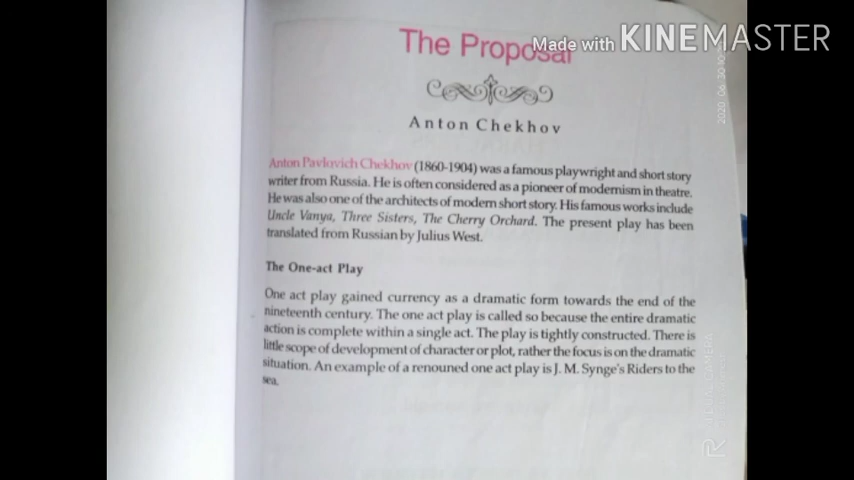 The Proposal
Made with KINEMASTER
Anton Chekhov
Anton Pavlovich Chekhov (1860-1904) was a famous playwright and short story
writer from Russia. He is often considered as a pioneer of modernism in theatre.
He was also one of the architects of modern short story. His famous works include
Uncle Vanya, Three Sisters, The Cherry Orchard. The present play has been
translated from Russian by Julius West.
The One-act Play
One act play gained currency as a dramatic form towards the end of the
nineteenth century. The one act play is called so because the entire dramatic
action is complete within a single act. The play is tightly constructed. There is
little scope of development of character or plot, rather the focus is on the dramatic
situation. An example of a renouned one act play is J. M. Synge's Riders to the
sea.